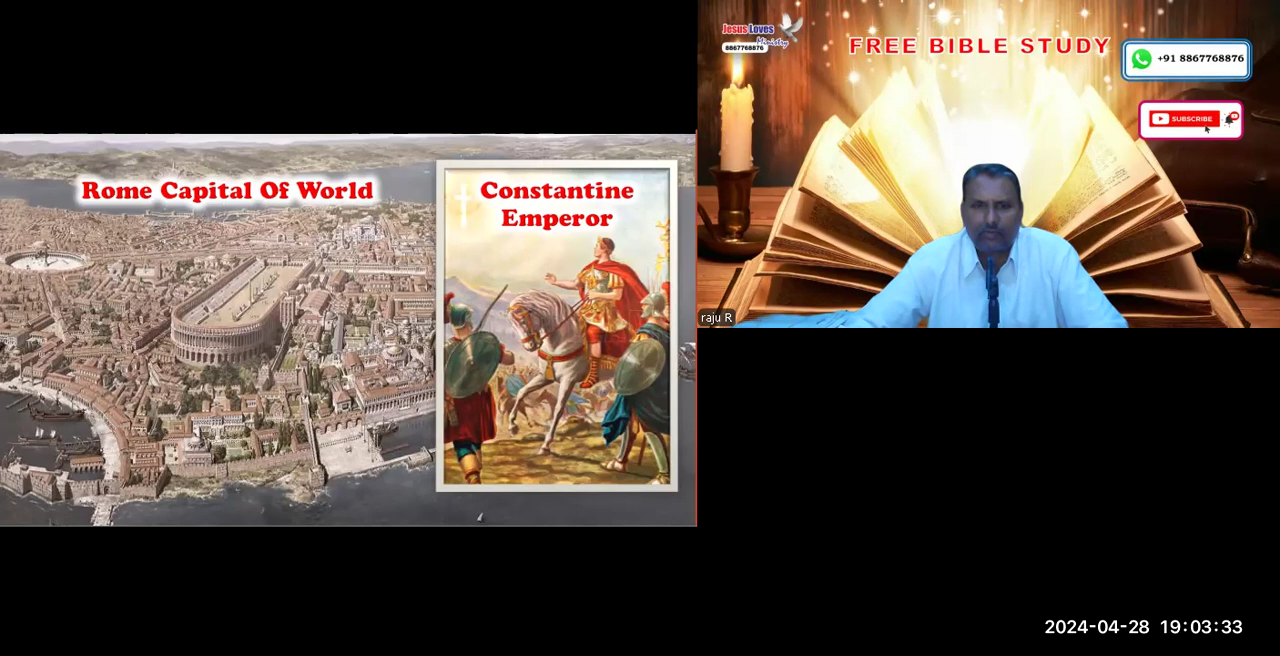 Rome Capital Of World
Constantine
Emperor
Jesus Loves
Ministry
8867768876
FREE BIBLE STUDY
+91 8867768876
SUBSCRIBE
raju R
2024-04-28 19:03:33